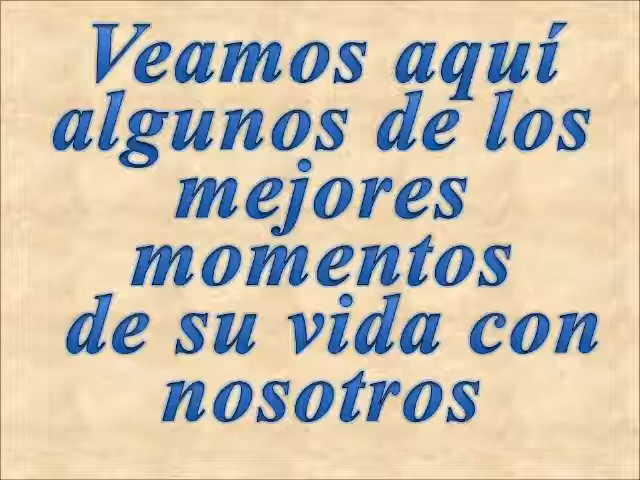 Veamos aquí
algunos de los
mejores
momentos
de su vida con
nosotros